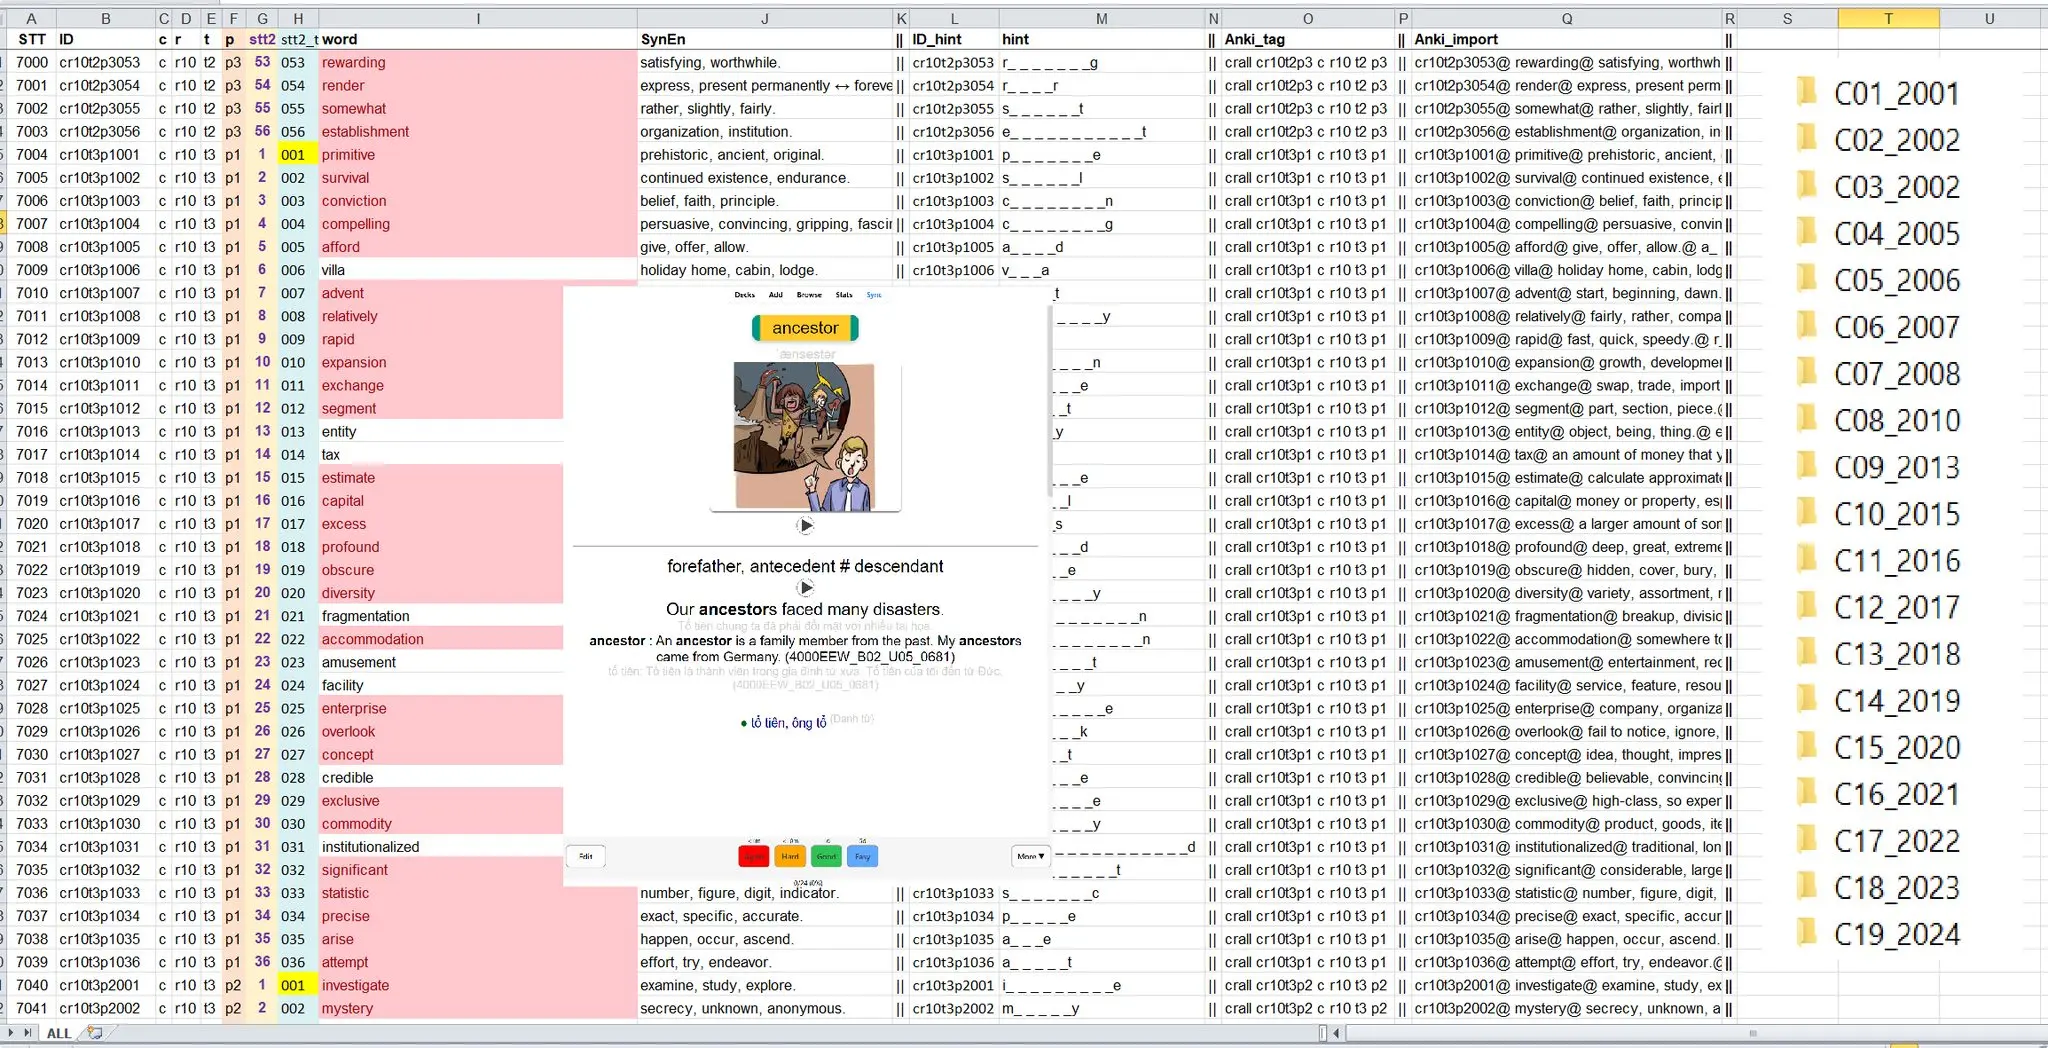 A B C D E F G H I J K L M N O P Q R S T U
STT ID c r t p stt2 stt2_t word SynEn || ID_hint hint || Anki_tag || Anki_import ||
7000 cr10t2p3053 c r10 t2 p3 53 053 rewarding satisfying, worthwhile. || cr10t2p3053 r_ _ _ _ _ _ _g || crall cr10t2p3 c r10 t2 p3 || cr10t2p3053@ rewarding@ satisfying, worthwh ||
7001 cr10t2p3054 c r10 t2 p3 54 054 render express, present permanently ↔ foreve || cr10t2p3054 r_ _ _ _r || crall cr10t2p3 c r10 t2 p3 || cr10t2p3054@ render@ express, present perm ||
7002 cr10t2p3055 c r10 t2 p3 55 055 somewhat rather, slightly, fairly. || cr10t2p3055 s_ _ _ _ _ _t || crall cr10t2p3 c r10 t2 p3 || cr10t2p3055@ somewhat@ rather, slightly, fairl ||
7003 cr10t2p3056 c r10 t2 p3 56 056 establishment organization, institution. || cr10t2p3056 e_ _ _ _ _ _ _ _ _ _ _t || crall cr10t2p3 c r10 t2 p3 || cr10t2p3056@ establishment@ organization, in ||
7004 cr10t3p1001 c r10 t3 p1 1 001 primitive prehistoric, ancient, original. || cr10t3p1001 p_ _ _ _ _ _ _e || crall cr10t3p1 c r10 t3 p1 || cr10t3p1001@ primitive@ prehistoric, ancient, ||
7005 cr10t3p1002 c r10 t3 p1 2 002 survival continued existence, endurance. || cr10t3p1002 s_ _ _ _ _ _l || crall cr10t3p1 c r10 t3 p1 || cr10t3p1002@ survival@ continued existence, e ||
7006 cr10t3p1003 c r10 t3 p1 3 003 conviction belief, faith, principle. || cr10t3p1003 c_ _ _ _ _ _ _ _n || crall cr10t3p1 c r10 t3 p1 || cr10t3p1003@ conviction@ belief, faith, princip ||
7007 cr10t3p1004 c r10 t3 p1 4 004 compelling persuasive, convincing, gripping, fascin || cr10t3p1004 c_ _ _ _ _ _ _ _g || crall cr10t3p1 c r10 t3 p1 || cr10t3p1004@ compelling@ persuasive, convin ||
7008 cr10t3p1005 c r10 t3 p1 5 005 afford give, offer, allow. || cr10t3p1005 a_ _ _ _d || crall cr10t3p1 c r10 t3 p1 || cr10t3p1005@ afford@ give, offer, allow.@ a_ ||
7009 cr10t3p1006 c r10 t3 p1 6 006 villa holiday home, cabin, lodge. || cr10t3p1006 v_ _ _a || crall cr10t3p1 c r10 t3 p1 || cr10t3p1006@ villa@ holiday home, cabin, lodg ||
7010 cr10t3p1007 c r10 t3 p1 7 007 advent _t || crall cr10t3p1 c r10 t3 p1 || cr10t3p1007@ advent@ start, beginning, dawn. ||
7011 cr10t3p1008 c r10 t3 p1 8 008 relatively _ _ _ _y || crall cr10t3p1 c r10 t3 p1 || cr10t3p1008@ relatively@ fairly, rather, compa ||
7012 cr10t3p1009 c r10 t3 p1 9 009 rapid || crall cr10t3p1 c r10 t3 p1 || cr10t3p1009@ rapid@ fast, quick, speedy.@ r_ ||
7013 cr10t3p1010 c r10 t3 p1 10 010 expansion _ _ _n || crall cr10t3p1 c r10 t3 p1 || cr10t3p1010@ expansion@ growth, developmer ||
7014 cr10t3p1011 c r10 t3 p1 11 011 exchange _ _e || crall cr10t3p1 c r10 t3 p1 || cr10t3p1011@ exchange@ swap, trade, import ||
7015 cr10t3p1012 c r10 t3 p1 12 012 segment _t || crall cr10t3p1 c r10 t3 p1 || cr10t3p1012@ segment@ part, section, piece.@ ||
7016 cr10t3p1013 c r10 t3 p1 13 013 entity _y || crall cr10t3p1 c r10 t3 p1 || cr10t3p1013@ entity@ object, being, thing.@ e ||
7017 cr10t3p1014 c r10 t3 p1 14 014 tax || crall cr10t3p1 c r10 t3 p1 || cr10t3p1014@ tax@ an amount of money that y ||
7018 cr10t3p1015 c r10 t3 p1 15 015 estimate _ _e || crall cr10t3p1 c r10 t3 p1 || cr10t3p1015@ estimate@ calculate approximate ||
7019 cr10t3p1016 c r10 t3 p1 16 016 capital _l || crall cr10t3p1 c r10 t3 p1 || cr10t3p1016@ capital@ money or property, esp ||
7020 cr10t3p1017 c r10 t3 p1 17 017 excess _s || crall cr10t3p1 c r10 t3 p1 || cr10t3p1017@ excess@ a larger amount of son ||
7021 cr10t3p1018 c r10 t3 p1 18 018 profound _ _d || crall cr10t3p1 c r10 t3 p1 || cr10t3p1018@ profound@ deep, great, extreme ||
7022 cr10t3p1019 c r10 t3 p1 19 019 obscure _e || crall cr10t3p1 c r10 t3 p1 || cr10t3p1019@ obscure@ hidden, cover, bury, ||
7023 cr10t3p1020 c r10 t3 p1 20 020 diversity _ _ _y || crall cr10t3p1 c r10 t3 p1 || cr10t3p1020@ diversity@ variety, assortment, r ||
7024 cr10t3p1021 c r10 t3 p1 21 021 fragmentation _ _ _ _ _ _ _n || crall cr10t3p1 c r10 t3 p1 || cr10t3p1021@ fragmentation@ breakup, divisio ||
7025 cr10t3p1022 c r10 t3 p1 22 022 accommodation _ _ _ _ _ _ _n || crall cr10t3p1 c r10 t3 p1 || cr10t3p1022@ accommodation@ somewhere to ||
7026 cr10t3p1023 c r10 t3 p1 23 023 amusement _ _ _t || crall cr10t3p1 c r10 t3 p1 || cr10t3p1023@ amusement@ entertainment, rec ||
7027 cr10t3p1024 c r10 t3 p1 24 024 facility _ _y || crall cr10t3p1 c r10 t3 p1 || cr10t3p1024@ facility@ service, feature, resou ||
7028 cr10t3p1025 c r10 t3 p1 25 025 enterprise _ _ _ _e || crall cr10t3p1 c r10 t3 p1 || cr10t3p1025@ enterprise@ company, organiza ||
7029 cr10t3p1026 c r10 t3 p1 26 026 overlook _ _k || crall cr10t3p1 c r10 t3 p1 || cr10t3p1026@ overlook@ fail to notice, ignore, ||
7030 cr10t3p1027 c r10 t3 p1 27 027 concept _t || crall cr10t3p1 c r10 t3 p1 || cr10t3p1027@ concept@ idea, thought, impres ||
7031 cr10t3p1028 c r10 t3 p1 28 028 credible _ _e || crall cr10t3p1 c r10 t3 p1 || cr10t3p1028@ credible@ believable, convincing ||
7032 cr10t3p1029 c r10 t3 p1 29 029 exclusive _ _ _e || crall cr10t3p1 c r10 t3 p1 || cr10t3p1029@ exclusive@ high-class, so exper ||
7033 cr10t3p1030 c r10 t3 p1 30 030 commodity _ _ _y || crall cr10t3p1 c r10 t3 p1 || cr10t3p1030@ commodity@ product, goods, ite ||
7034 cr10t3p1031 c r10 t3 p1 31 031 institutionalized _ _ _ _ _ _ _ _ _ _ _d || crall cr10t3p1 c r10 t3 p1 || cr10t3p1031@ institutionalized@ traditional, lon ||
7035 cr10t3p1032 c r10 t3 p1 32 032 significant _ _ _ _ _t || crall cr10t3p1 c r10 t3 p1 || cr10t3p1032@ significant@ considerable, large ||
7036 cr10t3p1033 c r10 t3 p1 33 033 statistic number, figure, digit, indicator. || cr10t3p1033 s_ _ _ _ _ _ _c || crall cr10t3p1 c r10 t3 p1 || cr10t3p1033@ statistic@ number, figure, digit, ||
7037 cr10t3p1034 c r10 t3 p1 34 034 precise exact, specific, accurate. || cr10t3p1034 p_ _ _ _ _e || crall cr10t3p1 c r10 t3 p1 || cr10t3p1034@ precise@ exact, specific, accur ||
7038 cr10t3p1035 c r10 t3 p1 35 035 arise happen, occur, ascend. || cr10t3p1035 a_ _ _e || crall cr10t3p1 c r10 t3 p1 || cr10t3p1035@ arise@ happen, occur, ascend. ||
7039 cr10t3p1036 c r10 t3 p1 36 036 attempt effort, try, endeavor. || cr10t3p1036 a_ _ _ _ _t || crall cr10t3p1 c r10 t3 p1 || cr10t3p1036@ attempt@ effort, try, endeavor.@ ||
7040 cr10t3p2001 c r10 t3 p2 1 001 investigate examine, study, explore. || cr10t3p2001 i_ _ _ _ _ _ _ _ _e || crall cr10t3p2 c r10 t3 p2 || cr10t3p2001@ investigate@ examine, study, ex ||
7041 cr10t3p2002 c r10 t3 p2 2 002 mystery secrecy, unknown, anonymous. || cr10t3p2002 m_ _ _ _ _y || crall cr10t3p2 c r10 t3 p2 || cr10t3p2002@ mystery@ secrecy, unknown, a ||
ALL
Decks Add Browse Stats Sync
ancestor
ˈænsestər
forefather, antecedent # descendant
Our ancestors faced many disasters.
Tổ tiên chúng ta đã phải đối mặt với nhiều tai họa.
ancestor : An ancestor is a family member from the past. My ancestors
came from Germany. (4000EEW_B02_U05_0681)
tổ tiên: Tổ tiên là thành viên trong gia đình từ xưa. Tổ tiên của tôi đến từ Đức.
(4000EEW_B02_U05_0681)
• tổ tiên, ông tổ (Danh từ)
Edit Hard Good Easy More ▼
C01_2001
C02_2002
C03_2002
C04_2005
C05_2006
C06_2007
C07_2008
C08_2010
C09_2013
C10_2015
C11_2016
C12_2017
C13_2018
C14_2019
C15_2020
C16_2021
C17_2022
C18_2023
C19_2024